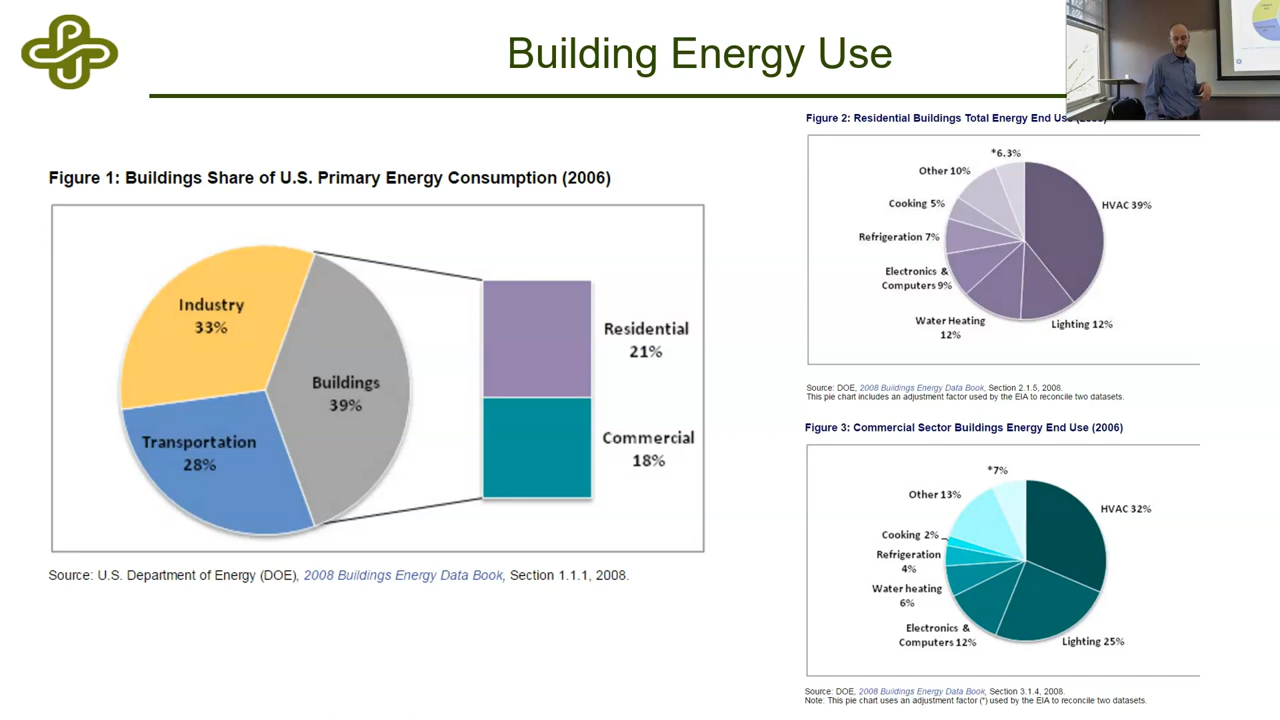 PSU
Building Energy Use
Figure 1: Buildings Share of U.S. Primary Energy Consumption (2006)
Industry
33%
Buildings
39%
Transportation
28%
Residential
21%
Commercial
18%
Source: U.S. Department of Energy (DOE), 2008 Buildings Energy Data Book, Section 1.1.1, 2008.
Figure 2: Residential Buildings Total Energy End Use
*6.3%
Other 10%
Cooking 5%
HVAC 39%
Refrigeration 7%
Electronics &
Computers 9%
Water Heating
12%
Lighting 12%
Source: DOE, 2008 Buildings Energy Data Book, Section 2.1.5, 2008.
This pie chart includes an adjustment factor used by the EIA to reconcile two datasets.
Figure 3: Commercial Sector Buildings Energy End Use (2006)
*7%
Other 13%
HVAC 32%
Cooking 2%
Refrigeration
4%
Water heating
6%
Electronics &
Computers 12%
Lighting 25%
Source: DOE, 2008 Buildings Energy Data Book, Section 3.1.4, 2008.
Note: This pie chart uses an adjustment factor (*) used by the EIA to reconcile two datasets.